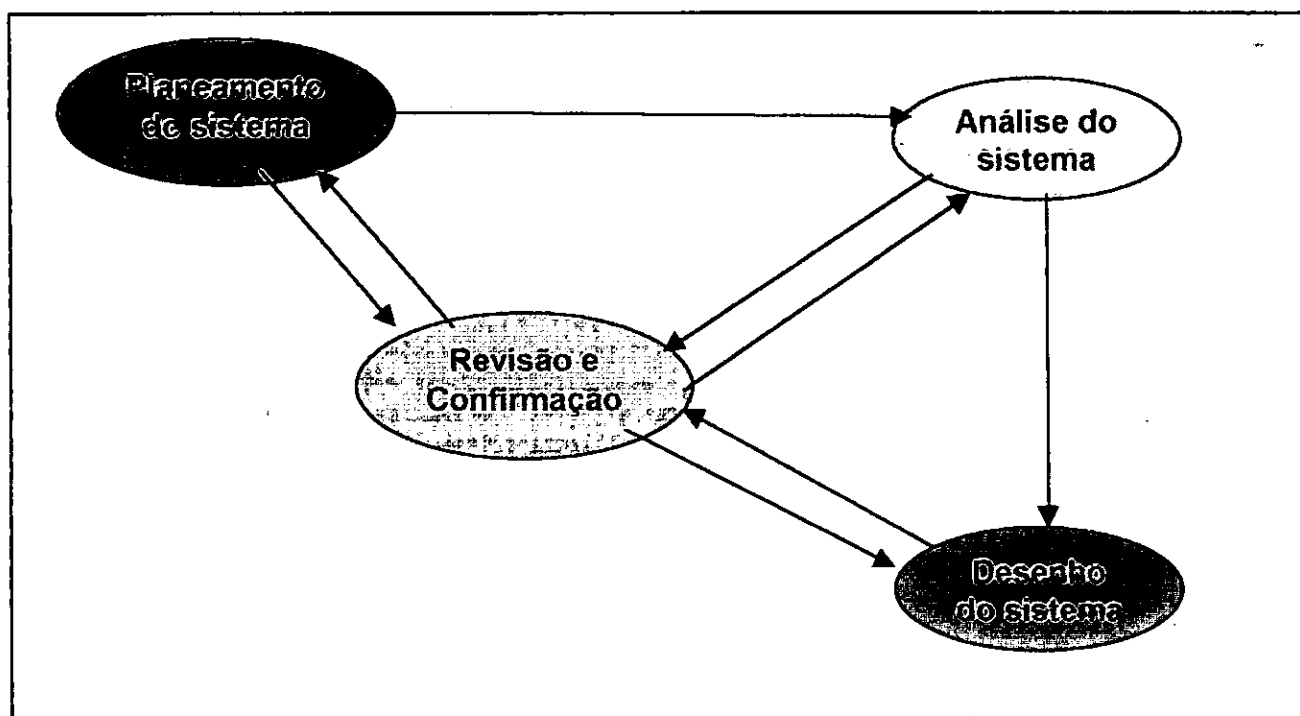 Planeamento
do sistema
Análise do
sistema
Revisão e
Confirmação
Desenho
do sistema